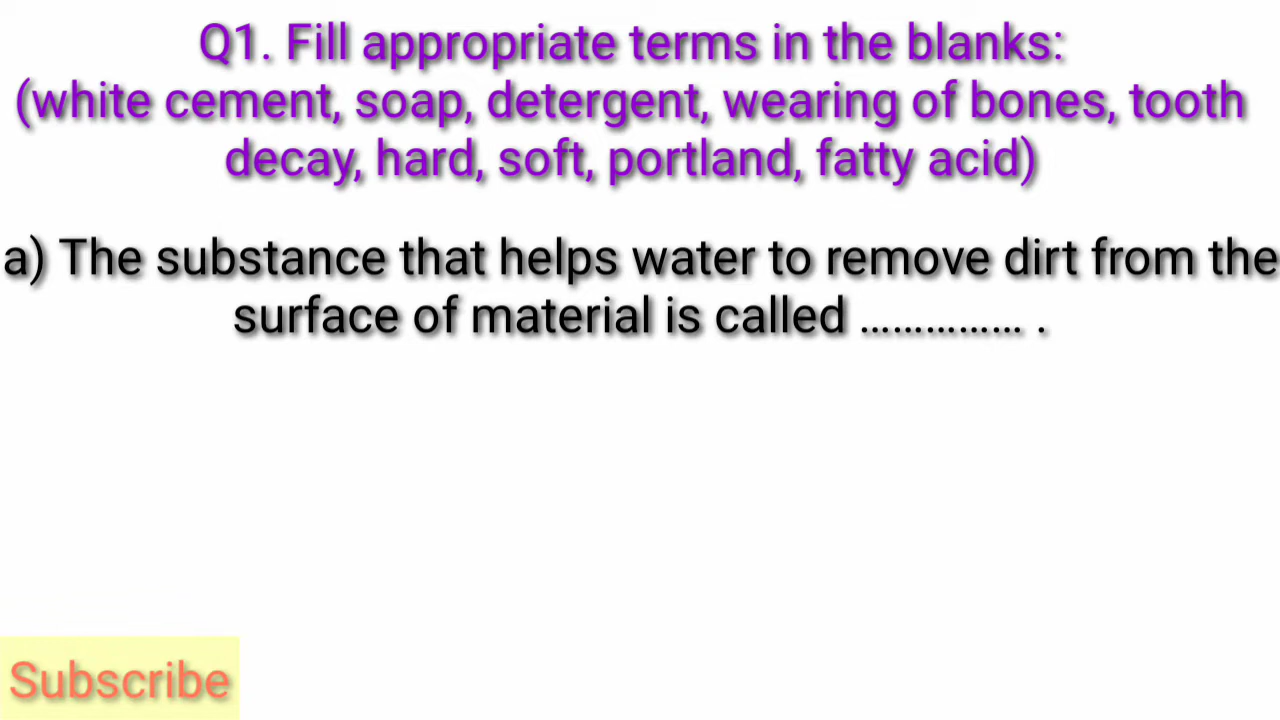 Q1. Fill appropriate terms in the blanks:
(white cement, soap, detergent, wearing of bones, tooth
decay, hard, soft, portland, fatty acid)
a) The substance that helps water to remove dirt from the
surface of material is called …………… .
Subscribe